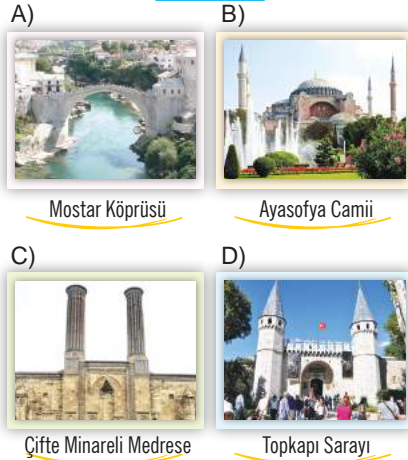 A)
B)
Mostar Köprüsü
Ayasofya Camii
C)
D)
Çifte Minareli Medrese
Topkapı Sarayı